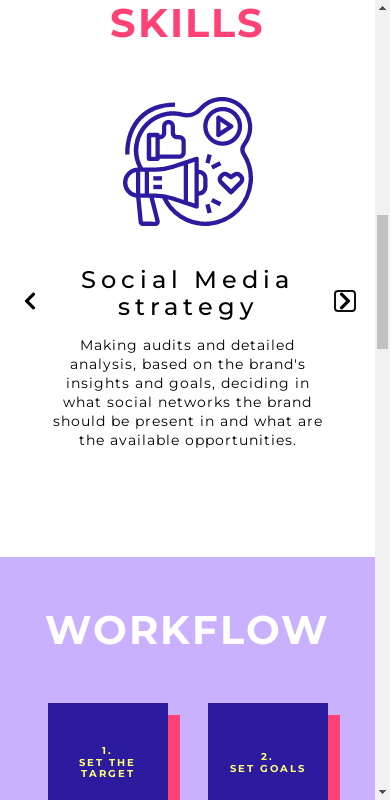 SKILLS
Social Media
strategy
Making audits and detailed
analysis, based on the brand's
insights and goals, deciding in
what social networks the brand
should be present in and what are
the available opportunities.
WORKFLOW
1.
SET THE
TARGET
2.
SET GOALS